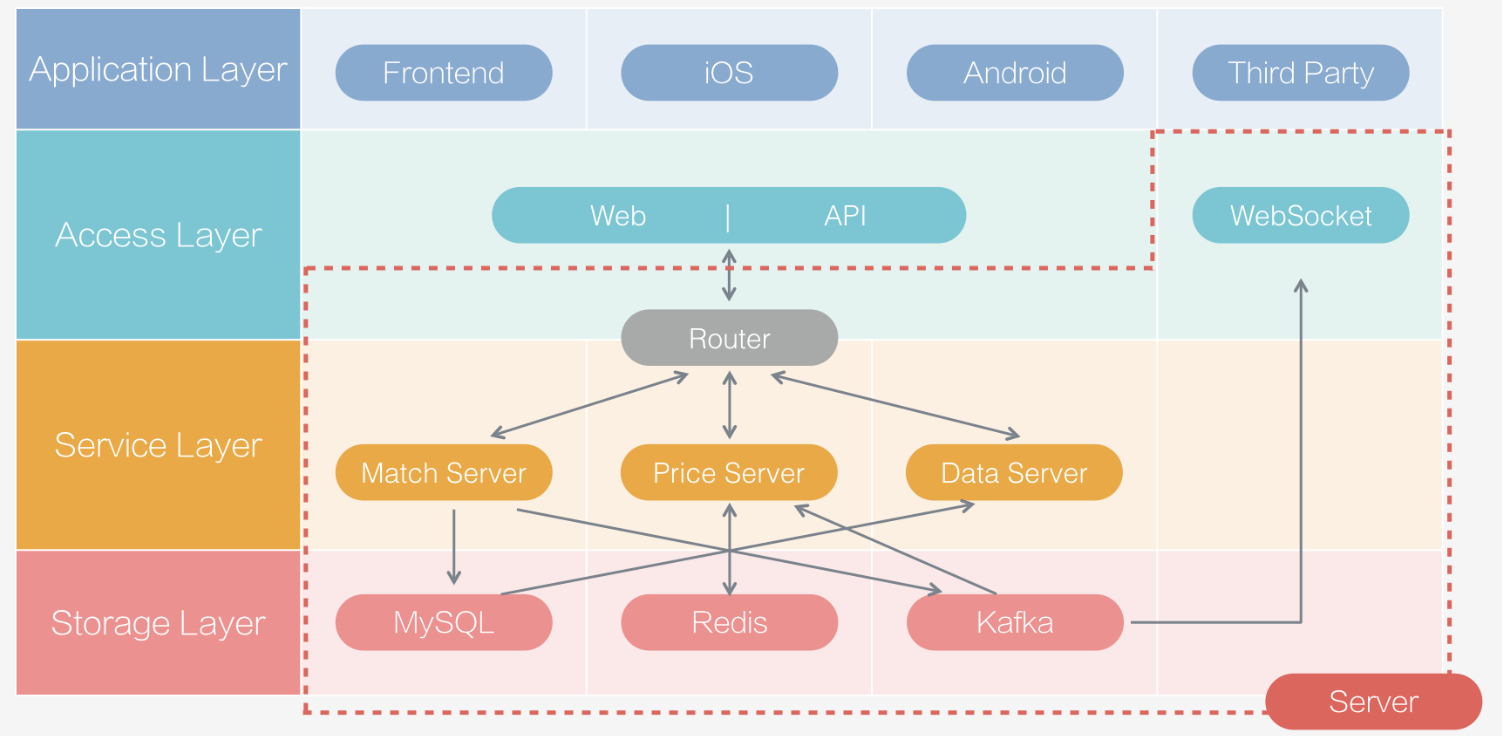 Application Layer
Frontend
iOS
Android
Third Party
Access Layer
Web | API
WebSocket
Router
Service Layer
Match Server
Price Server
Data Server
Storage Layer
MySQL
Redis
Kafka
Server